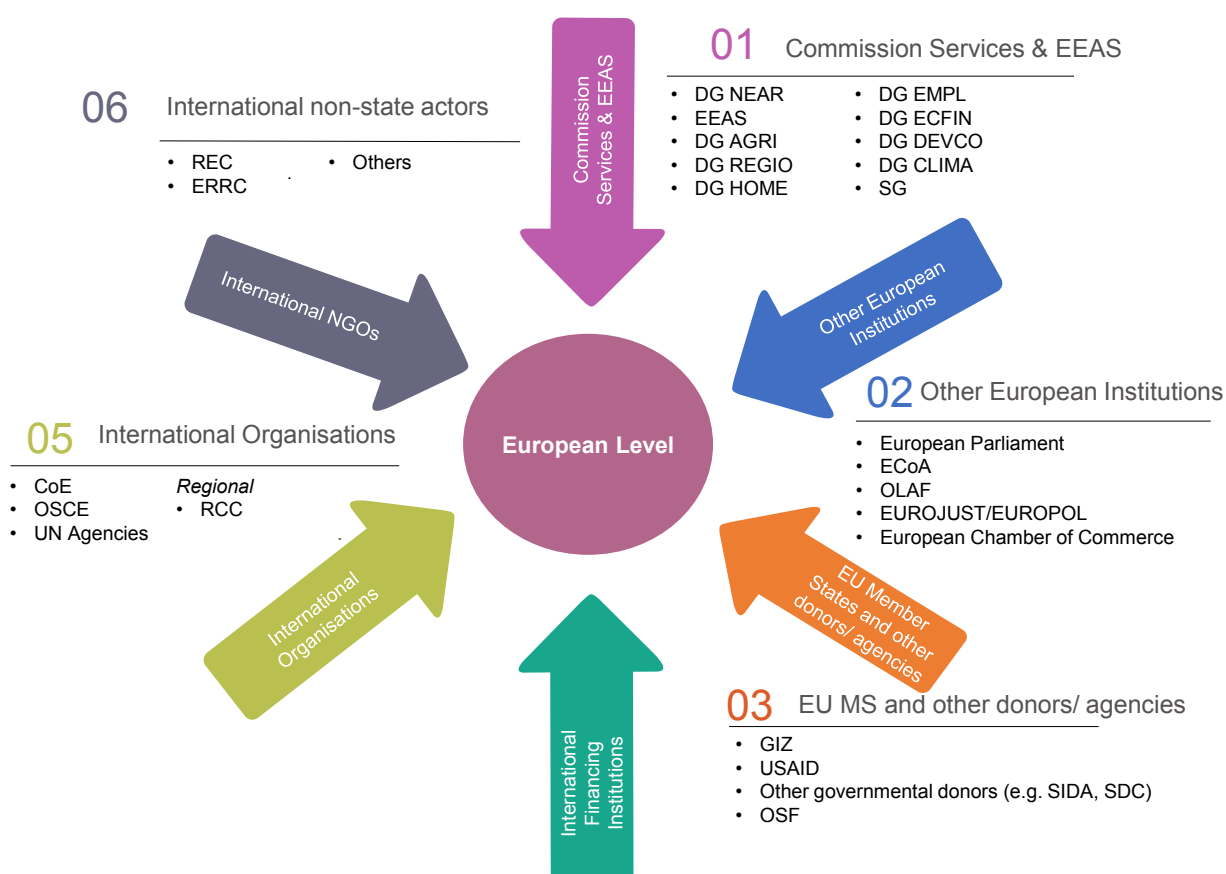 01 Commission Services & EEAS
• DG NEAR
• EEAS
• DG AGRI
• DG REGIO
• DG HOME
• DG EMPL
• DG ECFIN
• DG DEVCO
• DG CLIMA
• SG
06 International non-state actors
• REC
• ERRC
• Others
.
Commission
Services & EEAS
International NGOs
Other European
Institutions
European Level
02 Other European Institutions
• European Parliament
• ECoA
• OLAF
• EUROJUST/EUROPOL
• European Chamber of Commerce
05 International Organisations
• CoE
• OSCE
• UN Agencies
Regional
• RCC
.
International
Organisations
EU Member
States and other
donors/ agencies
International
Financing
Institutions
03 EU MS and other donors/ agencies
• GIZ
• USAID
• Other governmental donors (e.g. SIDA, SDC)
• OSF